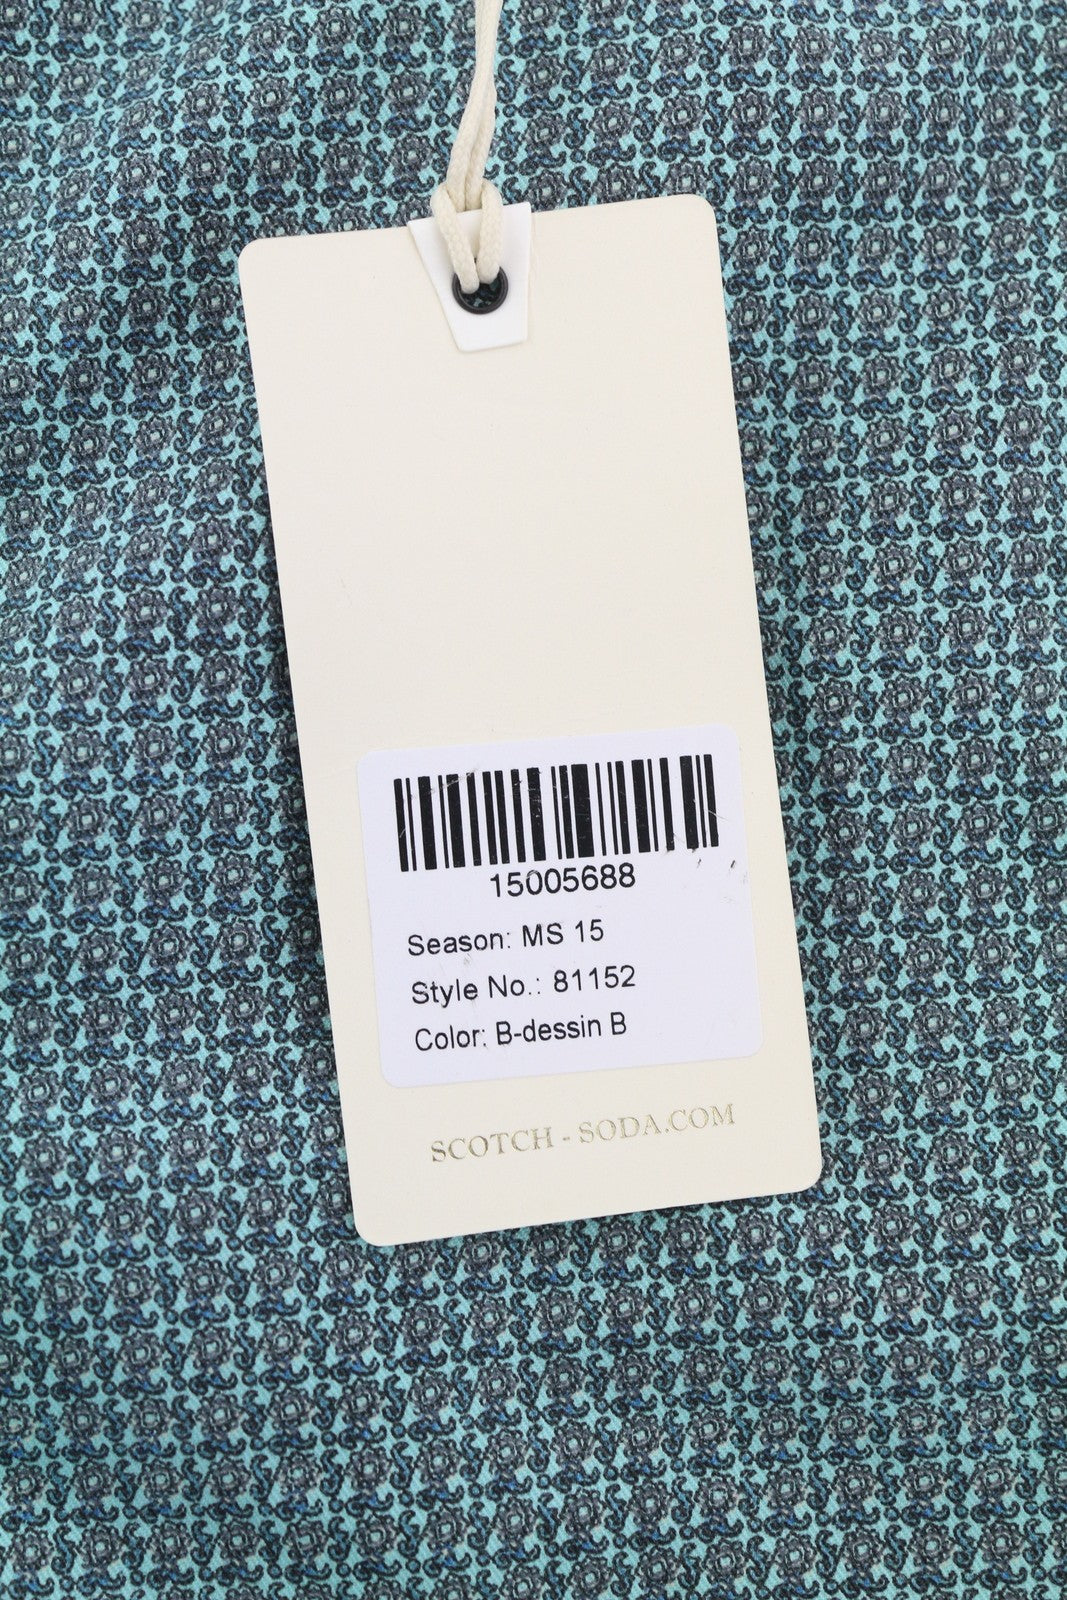 15005688
Season: MS 15
Style No.: 81152
Color: B-dessin B
SCOTCH - SODA.COM